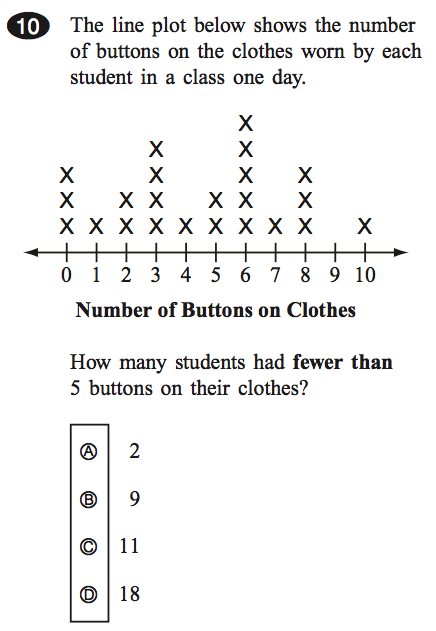 10 The line plot below shows the number
of buttons on the clothes worn by each
student in a class one day.
X
X X
X X X X
X X X X X X
X X X X X X X X X X
0 1 2 3 4 5 6 7 8 9 10
Number of Buttons on Clothes
How many students had fewer than
5 buttons on their clothes?
A 2
B 9
C 11
D 18